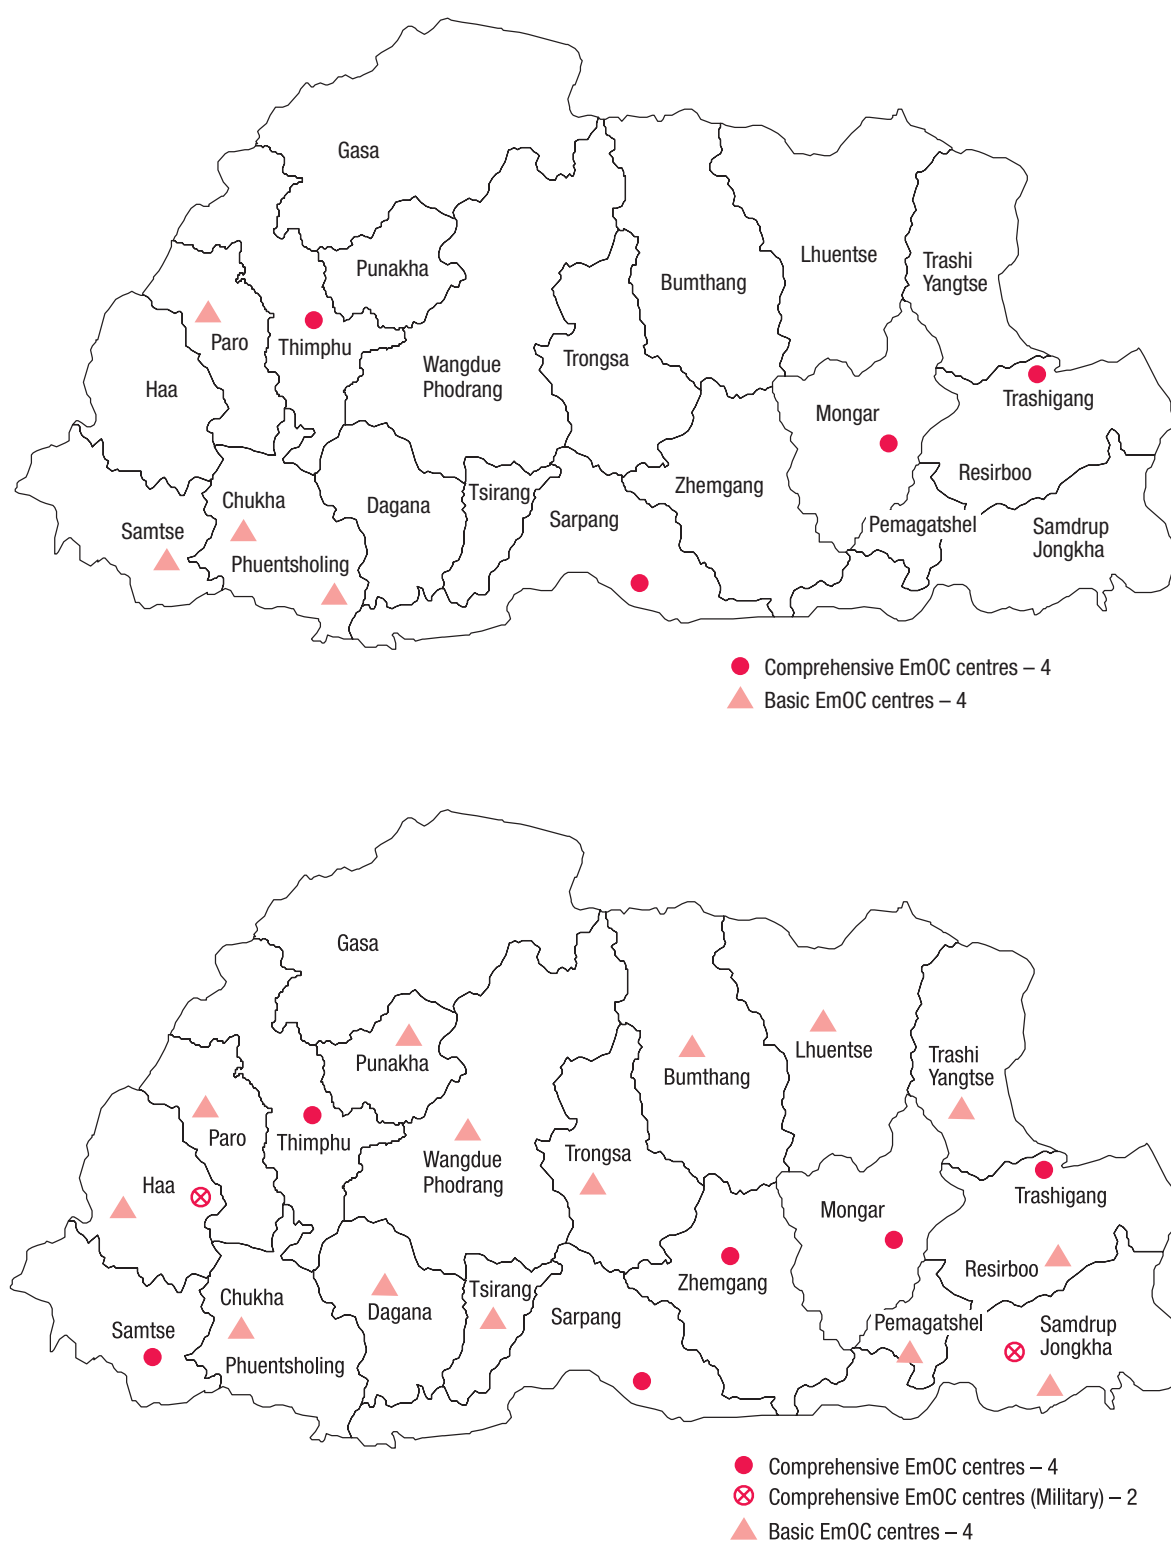 Gasa
Punakha
Lhuentse
Trashi
Yangtse
Bumthang
Paro
Thimphu
Wangdue
Phodrang
Trongsa
Haa
Mongar
Trashigang
Resirboo
Chukha
Dagana
Tsirang
Zhemgang
Sarpang
Samtse
Phuentsholing
Pemagatshel
Samdrup
Jongkha
Comprehensive EmOC centres – 4
Basic EmOC centres – 4
Gasa
Punakha
Lhuentse
Trashi
Yangtse
Bumthang
Paro
Thimphu
Wangdue
Phodrang
Trongsa
Haa
Mongar
Trashigang
Resirboo
Chukha
Dagana
Tsirang
Zhemgang
Sarpang
Samtse
Phuentsholing
Pemagatshel
Samdrup
Jongkha
Comprehensive EmOC centres – 4
Comprehensive EmOC centres (Military) – 2
Basic EmOC centres – 4